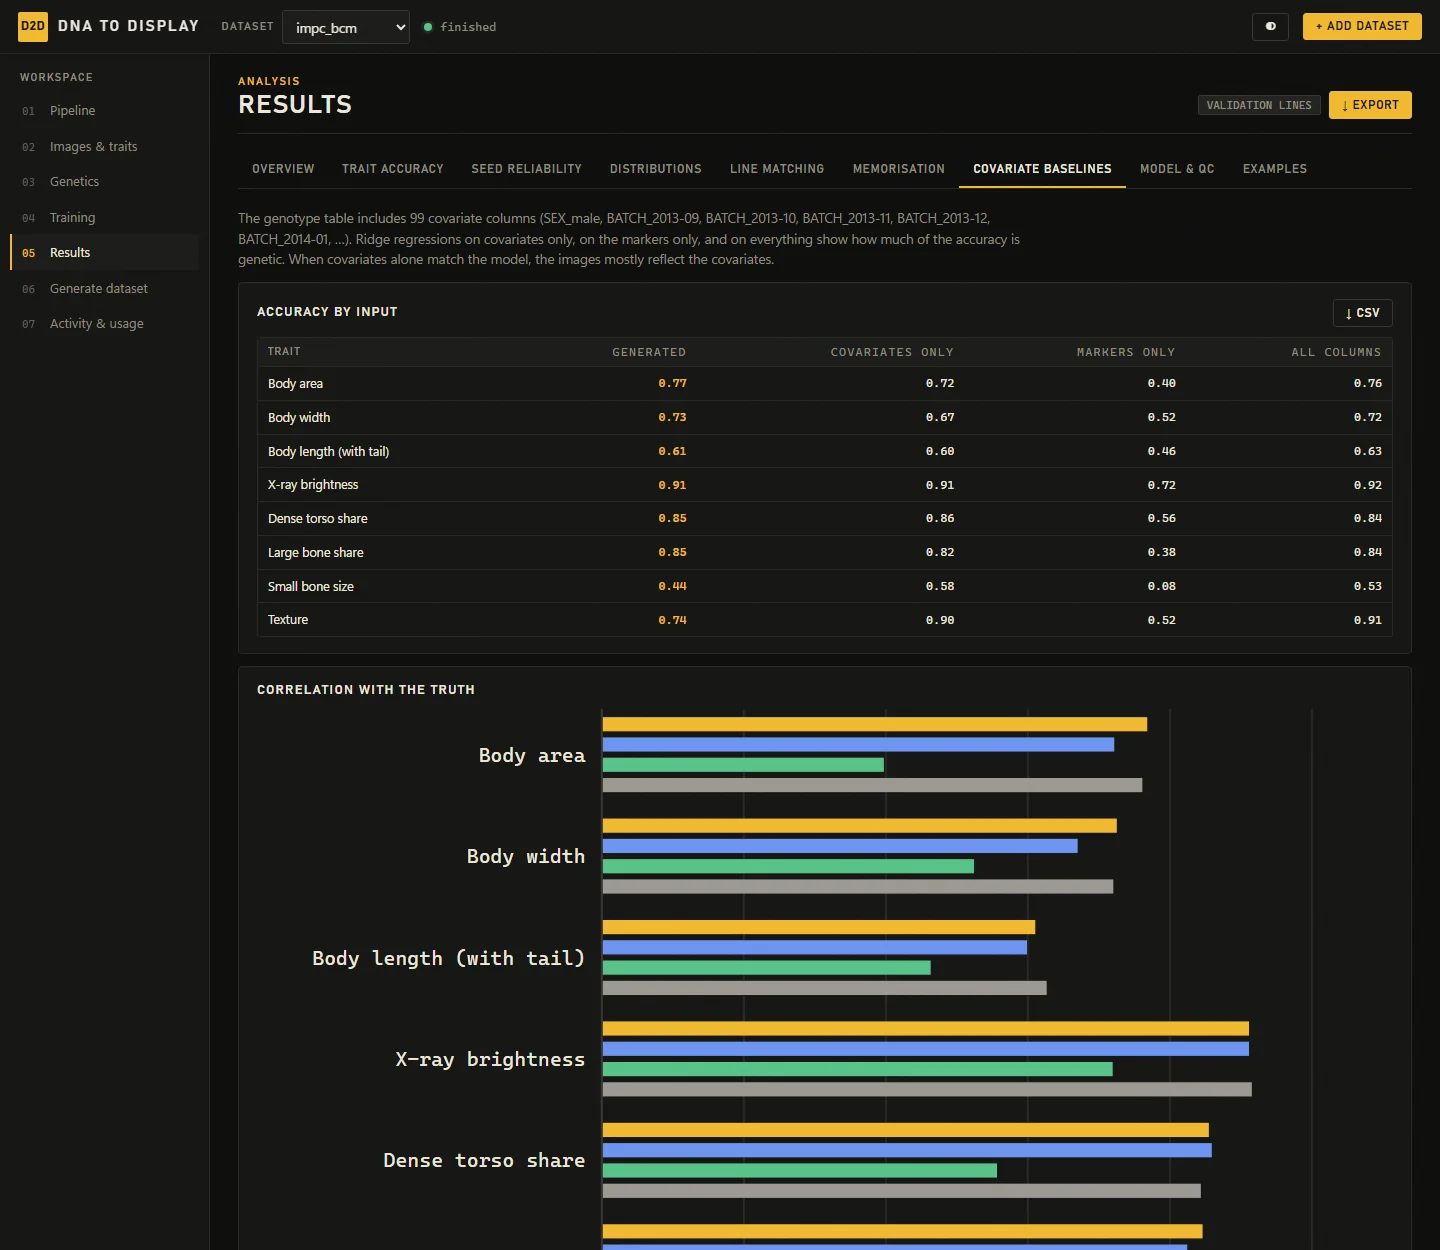 D2D DNA TO DISPLAY DATASET impc_bcm finished + ADD DATASET
WORKSPACE
01 Pipeline
02 Images & traits
03 Genetics
04 Training
05 Results
06 Generate dataset
07 Activity & usage
ANALYSIS
RESULTS
VALIDATION LINES ↓ EXPORT
OVERVIEW TRAIT ACCURACY SEED RELIABILITY DISTRIBUTIONS LINE MATCHING MEMORISATION COVARIATE BASELINES MODEL & QC EXAMPLES
The genotype table includes 99 covariate columns (SEX_male, BATCH_2013-09, BATCH_2013-10, BATCH_2013-11, BATCH_2013-12,
BATCH_2014-01, ...). Ridge regressions on covariates only, on the markers only, and on everything show how much of the accuracy is
genetic. When covariates alone match the model, the images mostly reflect the covariates.
ACCURACY BY INPUT
↓ CSV
TRAIT GENERATED COVARIATES ONLY MARKERS ONLY ALL COLUMNS
Body area 0.77 0.72 0.40 0.76
Body width 0.73 0.67 0.52 0.72
Body length (with tail) 0.61 0.60 0.46 0.63
X-ray brightness 0.91 0.91 0.72 0.92
Dense torso share 0.85 0.86 0.56 0.84
Large bone share 0.85 0.82 0.38 0.84
Small bone size 0.44 0.58 0.08 0.53
Texture 0.74 0.90 0.52 0.91
CORRELATION WITH THE TRUTH
Body area
Body width
Body length (with tail)
X-ray brightness
Dense torso share